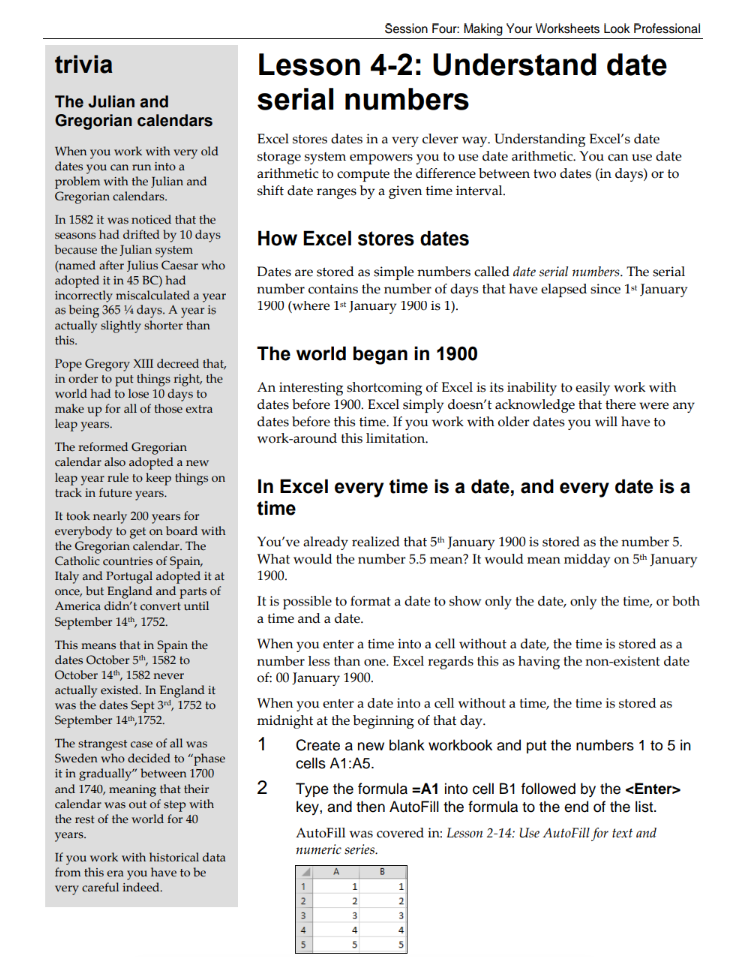 Session Four: Making Your Worksheets Look Professional
trivia
The Julian and
Gregorian calendars
When you work with very old
dates you can run into a
problem with the Julian and
Gregorian calendars.
In 1582 it was noticed that the
seasons had drifted by 10 days
because the Julian system
(named after Julius Caesar who
adopted it in 45 BC) had
incorrectly miscalculated a year
as being 365 ¼ days. A year is
actually slightly shorter than
this.
Pope Gregory XIII decreed that,
in order to put things right, the
world had to lose 10 days to
make up for all of those extra
leap years.
The reformed Gregorian
calendar also adopted a new
leap year rule to keep things on
track in future years.
It took nearly 200 years for
everybody to get on board with
the Gregorian calendar. The
Catholic countries of Spain,
Italy and Portugal adopted it at
once, but England and parts of
America didn't convert until
September 14th, 1752.
This means that in Spain the
dates October 5th, 1582 to
October 14th, 1582 never
actually existed. In England it
was the dates Sept 3rd, 1752 to
September 14th,1752.
The strangest case of all was
Sweden who decided to "phase
it in gradually" between 1700
and 1740, meaning that their
calendar was out of step with
the rest of the world for 40
years.
If you work with historical data
from this era you have to be
very careful indeed.
Lesson 4-2: Understand date
serial numbers
Excel stores dates in a very clever way. Understanding Excel's date
storage system empowers you to use date arithmetic. You can use date
arithmetic to compute the difference between two dates (in days) or to
shift date ranges by a given time interval.
How Excel stores dates
Dates are stored as simple numbers called date serial numbers. The serial
number contains the number of days that have elapsed since 1st January
1900 (where 1st January 1900 is 1).
The world began in 1900
An interesting shortcoming of Excel is its inability to easily work with
dates before 1900. Excel simply doesn't acknowledge that there were any
dates before this time. If you work with older dates you will have to
work-around this limitation.
In Excel every time is a date, and every date is a
time
You've already realized that 5th January 1900 is stored as the number 5.
What would the number 5.5 mean? It would mean midday on 5th January
1900.
It is possible to format a date to show only the date, only the time, or both
a time and a date.
When you enter a time into a cell without a date, the time is stored as a
number less than one. Excel regards this as having the non-existent date
of: 00 January 1900.
When you enter a date into a cell without a time, the time is stored as
midnight at the beginning of that day.
1 Create a new blank workbook and put the numbers 1 to 5 in
cells A1:A5.
2 Type the formula =A1 into cell B1 followed by the <Enter>
key, and then AutoFill the formula to the end of the list.
AutoFill was covered in: Lesson 2-14: Use AutoFill for text and
numeric series.
A B
1 1 1
2 2 2
3 3 3
4 4 4
5 5 5